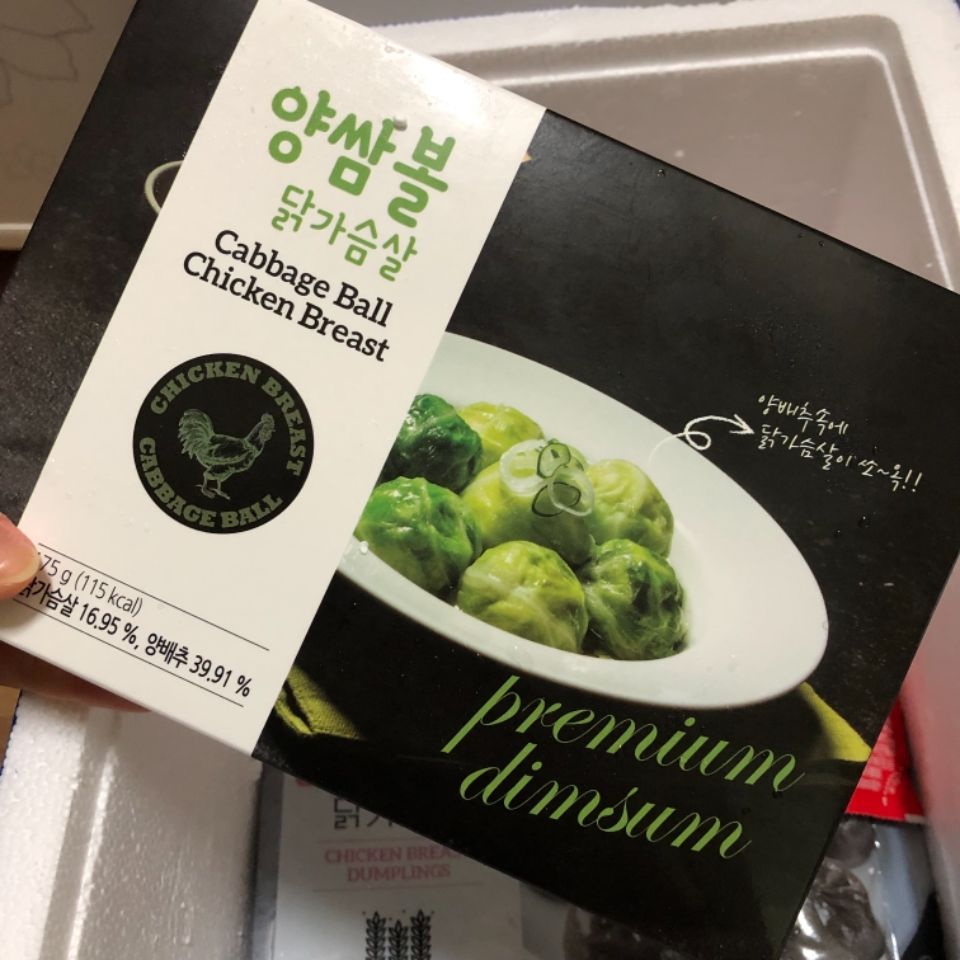 양쌈볼
닭가슴살
Cabbage Ball
Chicken Breast
CHICKEN BREAST
CABBAGE BALL
75 g (115 kcal)
닭가슴살 16.95 %, 양배추 39.91 %
양배추속에
닭가슴살이 쏘~옥!!
premium
dimsum
CHICKEN BREAST
DUMPLINGS